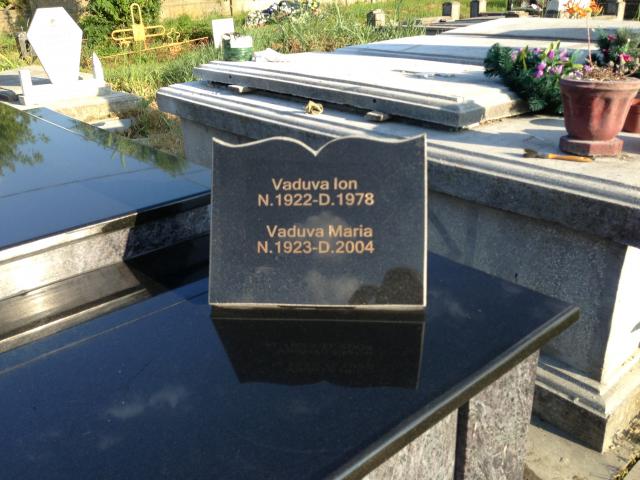 Vaduva Ion
N.1922-D.1978
Vaduva Maria
N.1923-D.2004